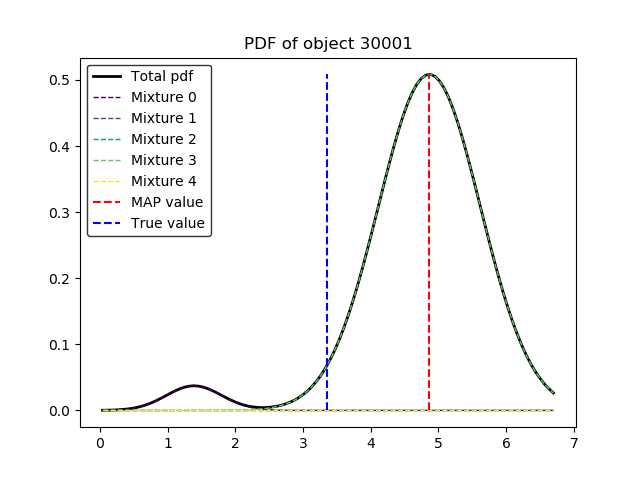 PDF of object 30001
Total pdf
Mixture 0
Mixture 1
Mixture 2
Mixture 3
Mixture 4
MAP value
True value
0.5
0.4
0.3
0.2
0.1
0.0
0 1 2 3 4 5 6 7